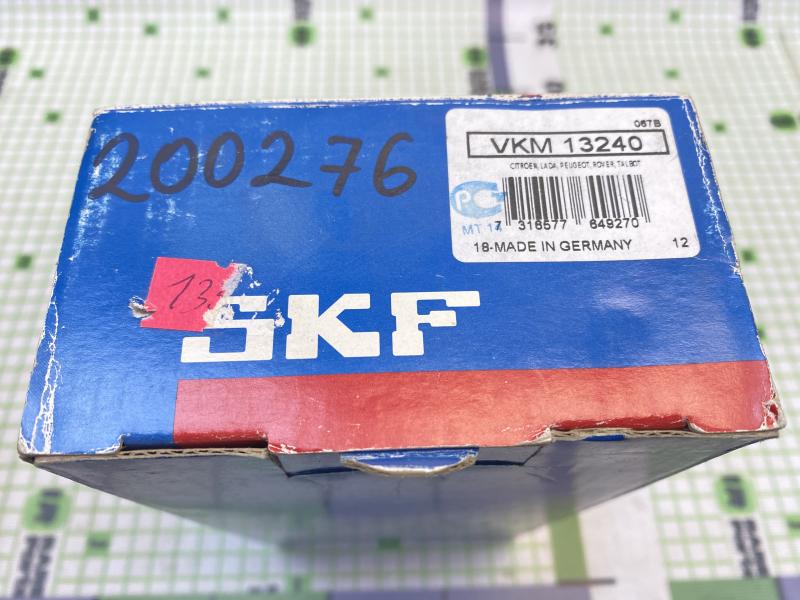 067B
VKM 13240
CITROEN, LADA, PEUGEOT, ROVER, TALBOT
PC
MT 17
7 316577 649270
18-MADE IN GERMANY 12
200276
13.
SKF